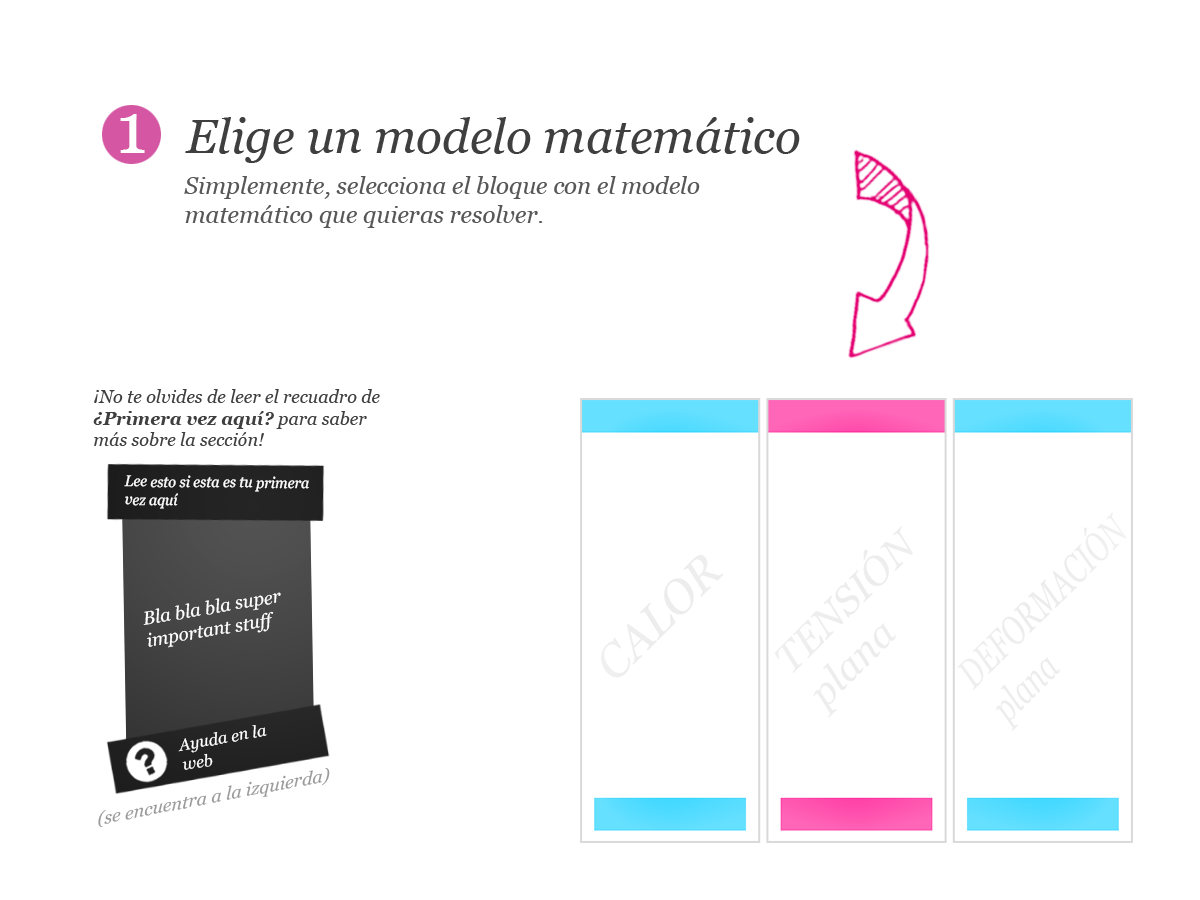 1 Elige un modelo matemático
Simplemente, selecciona el bloque con el modelo
matemático que quieras resolver.
¡No te olvides de leer el recuadro de
¿Primera vez aquí? para saber
más sobre la sección!
Lee esto si esta es tu primera
vez aquí
Bla bla bla super
important stuff
? Ayuda en la
web
(se encuentra a la izquierda)
CALOR
TENSIÓN
plana
DEFORMACIÓN
plana